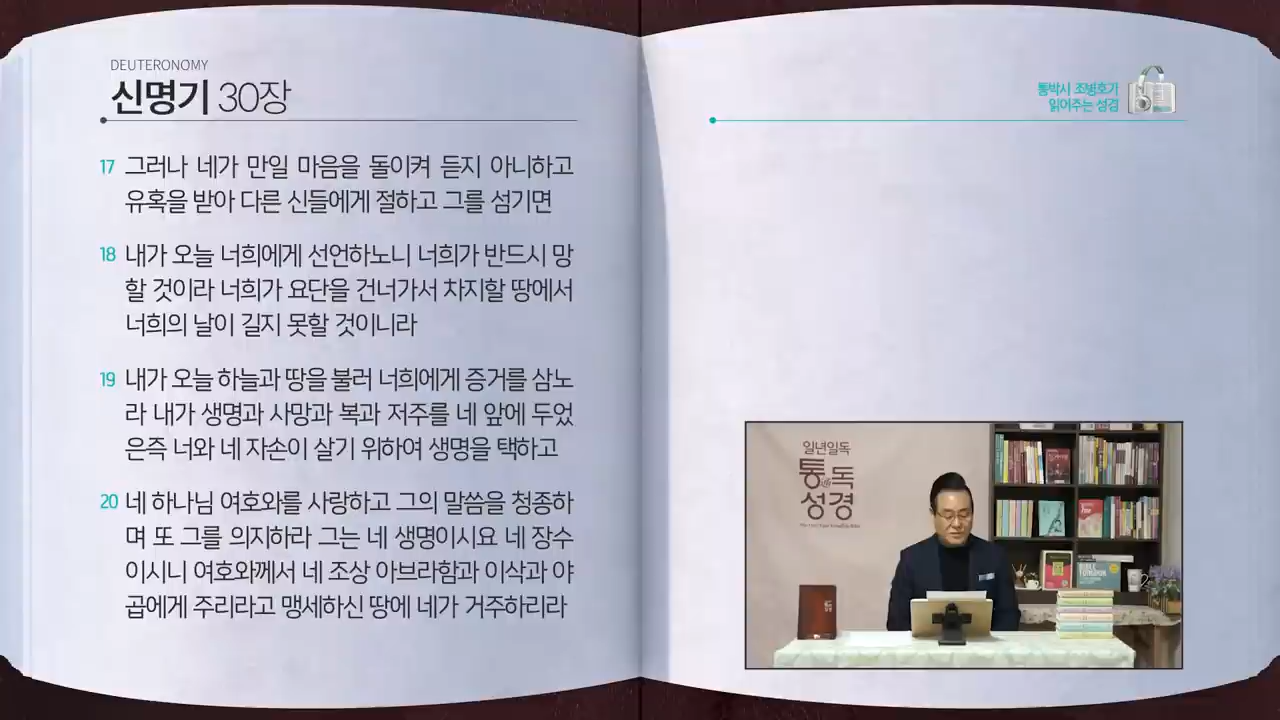 DEUTERONOMY
신명기 30장
17 그러나 네가 만일 마음을 돌이켜 듣지 아니하고
유혹을 받아 다른 신들에게 절하고 그를 섬기면
18 내가 오늘 너희에게 선언하노니 너희가 반드시 망
할 것이라 너희가 요단을 건너가서 차지할 땅에서
너희의 날이 길지 못할 것이니라
19 내가 오늘 하늘과 땅을 불러 너희에게 증거를 삼노
라 내가 생명과 사망과 복과 저주를 네 앞에 두었
은즉 너와 네 자손이 살기 위하여 생명을 택하고
20 네 하나님 여호와를 사랑하고 그의 말씀을 청종하
며 또 그를 의지하라 그는 네 생명이시요 네 장수
이시니 여호와께서 네 조상 아브라함과 이삭과 야
곱에게 주리라고 맹세하신 땅에 네가 거주하리라
통박사 조병호가
읽어주는 성경
일년일독
통독
성경